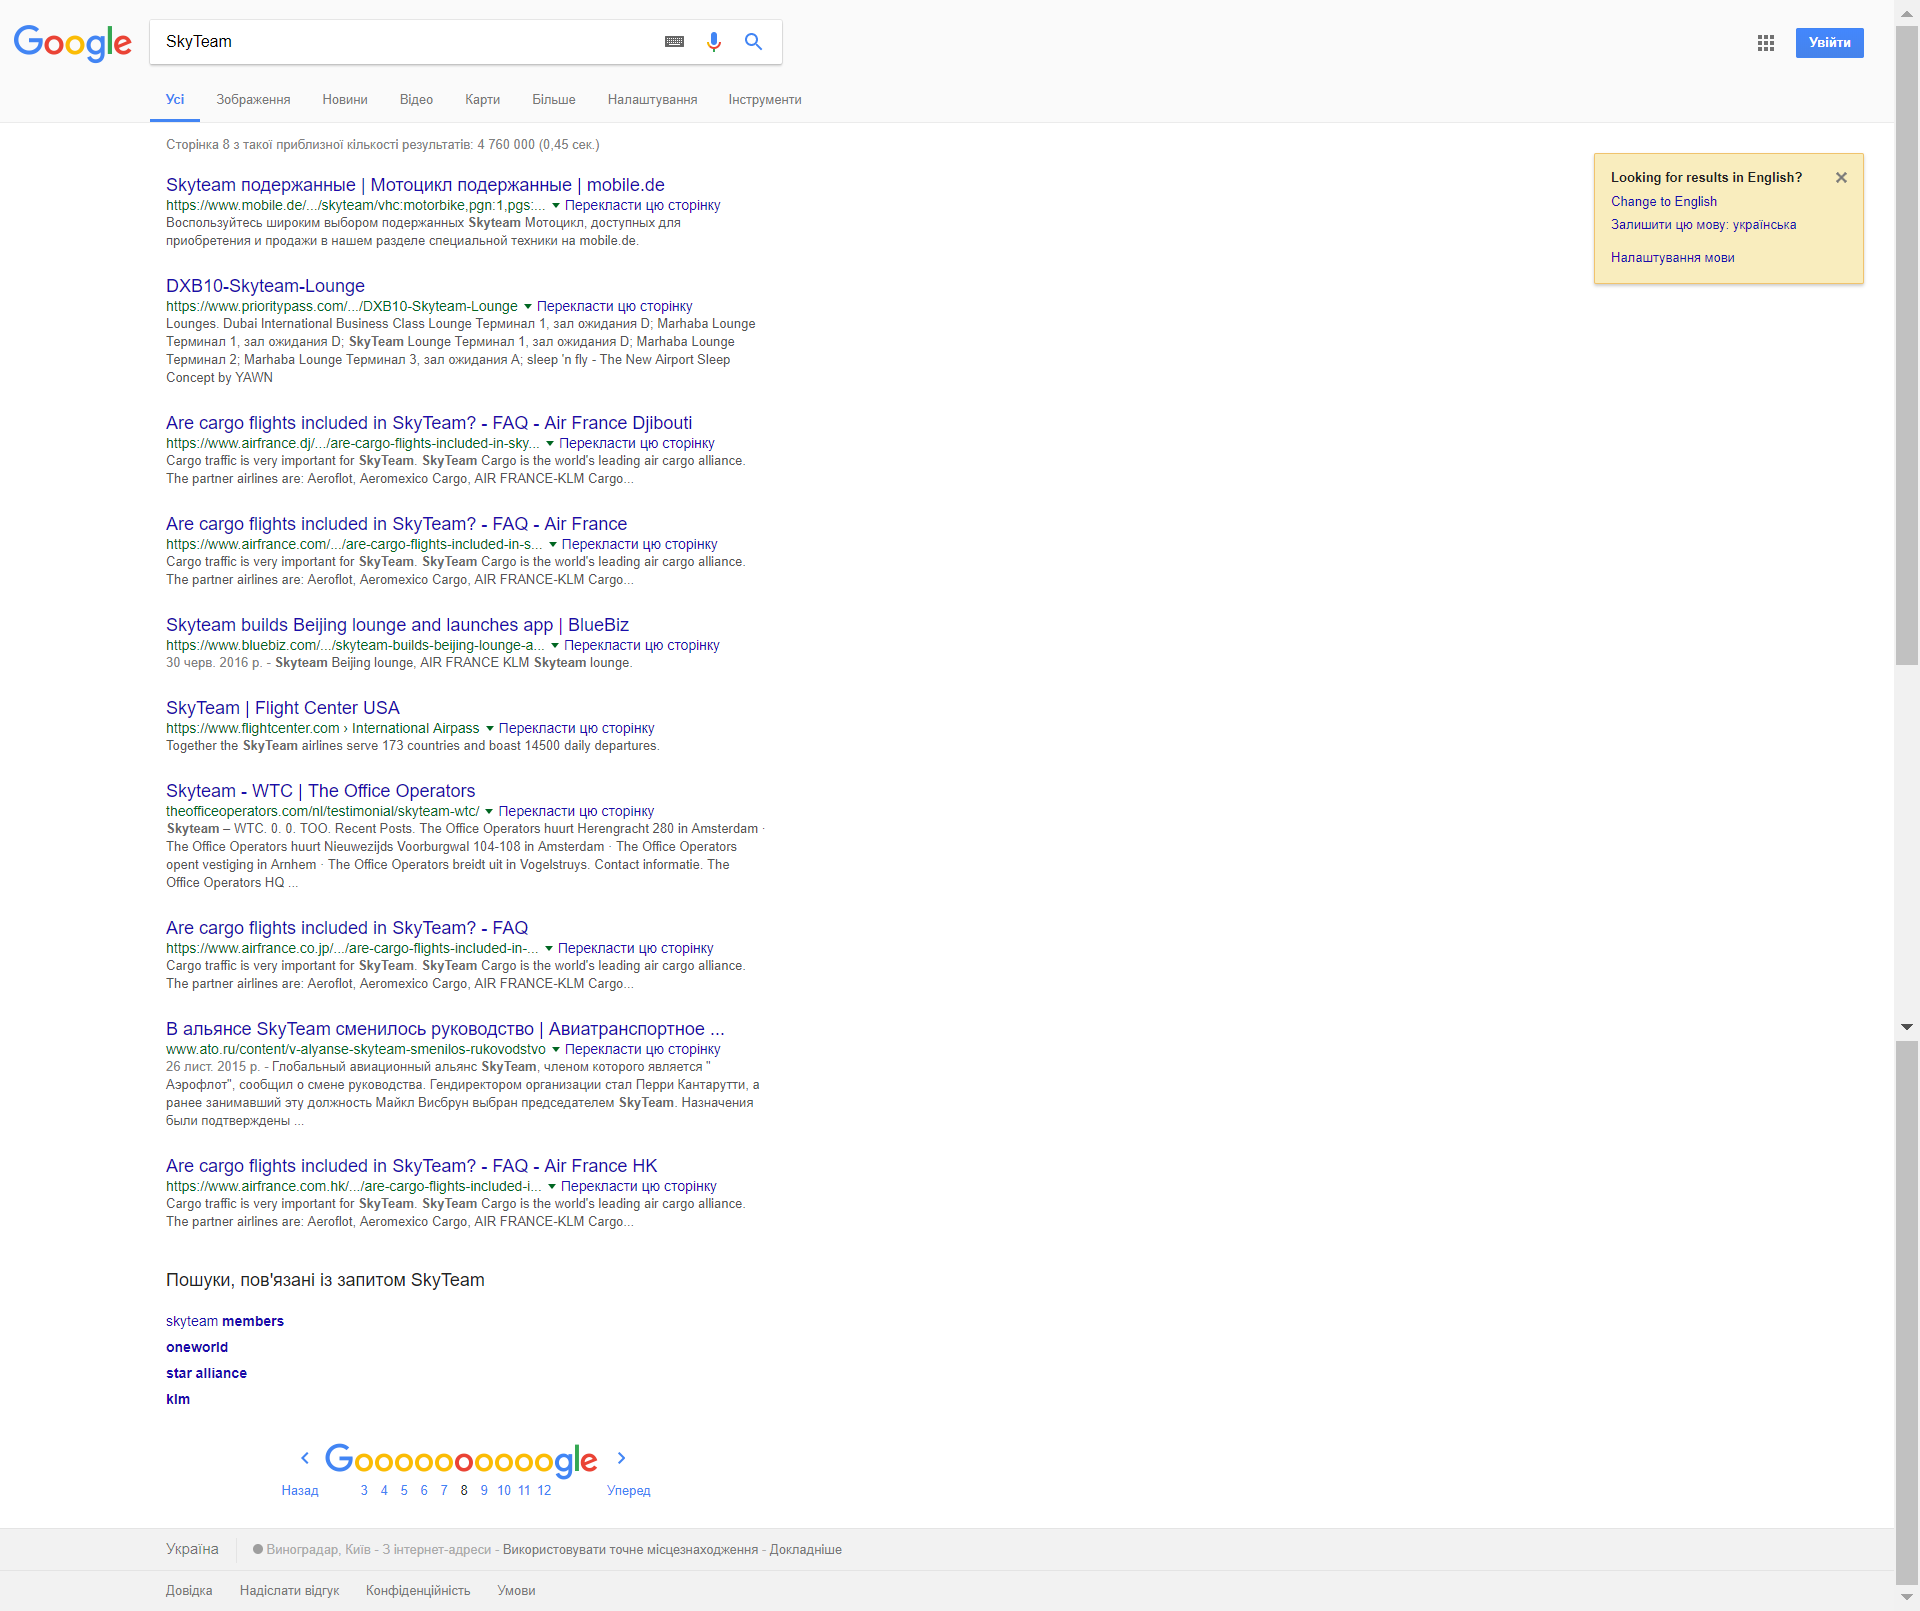 Google
SkyTeam
Увійти
Усі Зображення Новини Відео Карти Більше Налаштування Інструменти
Сторінка 8 з такої приблизної кількості результатів: 4 760 000 (0,45 сек.)
Looking for results in English?
Change to English
Залишити цю мову: українська
Налаштування мови
Skyteam подержанные | Мотоцикл подержанные | mobile.de
https://www.mobile.de/.../skyteam/vhc:motorbike,pgn:1,pgs:... Перекласти цю сторінку
Воспользуйтесь широким выбором подержанных Skyteam Мотоцикл, доступных для
приобретения и продажи в нашем разделе специальной техники на mobile.de.
DXB10-Skyteam-Lounge
https://www.prioritypass.com/.../DXB10-Skyteam-Lounge Перекласти цю сторінку
Lounges. Dubai International Business Class Lounge Терминал 1, зал ожидания D; Marhaba Lounge
Терминал 1, зал ожидания D; SkyTeam Lounge Терминал 1, зал ожидания D; Marhaba Lounge
Терминал 2; Marhaba Lounge Терминал 3, зал ожидания A; sleep 'n fly - The New Airport Sleep
Concept by YAWN
Are cargo flights included in SkyTeam? - FAQ - Air France Djibouti
https://www.airfrance.dj/.../are-cargo-flights-included-in-sky... Перекласти цю сторінку
Cargo traffic is very important for SkyTeam. SkyTeam Cargo is the world's leading air cargo alliance.
The partner airlines are: Aeroflot, Aeromexico Cargo, AIR FRANCE-KLM Cargo...
Are cargo flights included in SkyTeam? - FAQ - Air France
https://www.airfrance.com/.../are-cargo-flights-included-in-s... Перекласти цю сторінку
Cargo traffic is very important for SkyTeam. SkyTeam Cargo is the world's leading air cargo alliance.
The partner airlines are: Aeroflot, Aeromexico Cargo, AIR FRANCE-KLM Cargo...
Skyteam builds Beijing lounge and launches app | BlueBiz
https://www.bluebiz.com/.../skyteam-builds-beijing-lounge-a... Перекласти цю сторінку
30 черв. 2016 р. - Skyteam Beijing lounge, AIR FRANCE KLM Skyteam lounge.
SkyTeam | Flight Center USA
https://www.flightcenter.com › International Airpass Перекласти цю сторінку
Together the SkyTeam airlines serve 173 countries and boast 14500 daily departures.
Skyteam - WTC | The Office Operators
theofficeoperators.com/nl/testimonial/skyteam-wtc/ Перекласти цю сторінку
Skyteam – WTC. 0. 0. TOO. Recent Posts. The Office Operators huurt Herengracht 280 in Amsterdam ·
The Office Operators huurt Nieuwezijds Voorburgwal 104-108 in Amsterdam · The Office Operators
opent vestiging in Arnhem · The Office Operators breidt uit in Vogelstruys. Contact informatie. The
Office Operators HQ ...
Are cargo flights included in SkyTeam? - FAQ
https://www.airfrance.co.jp/.../are-cargo-flights-included-in-... Перекласти цю сторінку
Cargo traffic is very important for SkyTeam. SkyTeam Cargo is the world's leading air cargo alliance.
The partner airlines are: Aeroflot, Aeromexico Cargo, AIR FRANCE-KLM Cargo...
В альянсе SkyTeam сменилось руководство | Авиатранспортное ...
www.ato.ru/content/v-alyanse-skyteam-smenilos-rukovodstvo Перекласти цю сторінку
26 лист. 2015 р. - Глобальный авиационный альянс SkyTeam, членом которого является "
Аэрофлот", сообщил о смене руководства. Гендиректором организации стал Перри Кантарутти, а
ранее занимавший эту должность Майкл Висбрун выбран председателем SkyTeam. Назначения
были подтверждены ...
Are cargo flights included in SkyTeam? - FAQ - Air France HK
https://www.airfrance.com.hk/.../are-cargo-flights-included-i... Перекласти цю сторінку
Cargo traffic is very important for SkyTeam. SkyTeam Cargo is the world's leading air cargo alliance.
The partner airlines are: Aeroflot, Aeromexico Cargo, AIR FRANCE-KLM Cargo...
Пошуки, пов'язані із запитом SkyTeam
skyteam members
oneworld
star alliance
klm
Goooooooooogle
Назад 3 4 5 6 7 8 9 10 11 12 Уперед
Україна Виноградар, Київ - З інтернет-адреси - Використовувати точне місцезнаходження - Докладніше
Довідка Надіслати відгук Конфіденційність Умови